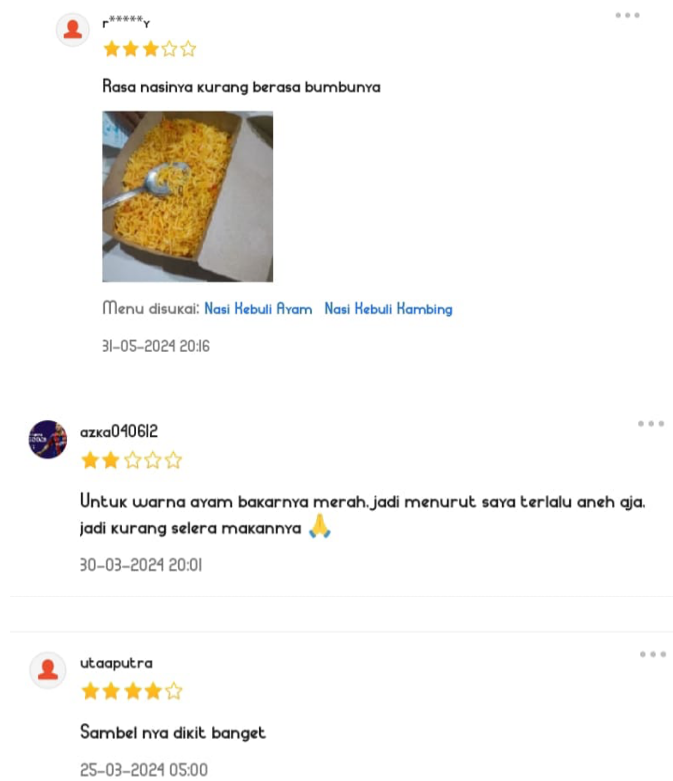 r*****y
Rasa nasinya kurang berasa bumbunya
Menu disukai: Nasi Kebuli Ayam Nasi Kebuli Kambing
31-05-2024 20:16
azka040612
Untuk warna ayam bakarnya merah.jadi menurut saya terlalu aneh aja.
jadi kurang selera makannya 🙏
30-03-2024 20:01
utaaputra
Sambel nya dikit banget
25-03-2024 05:00